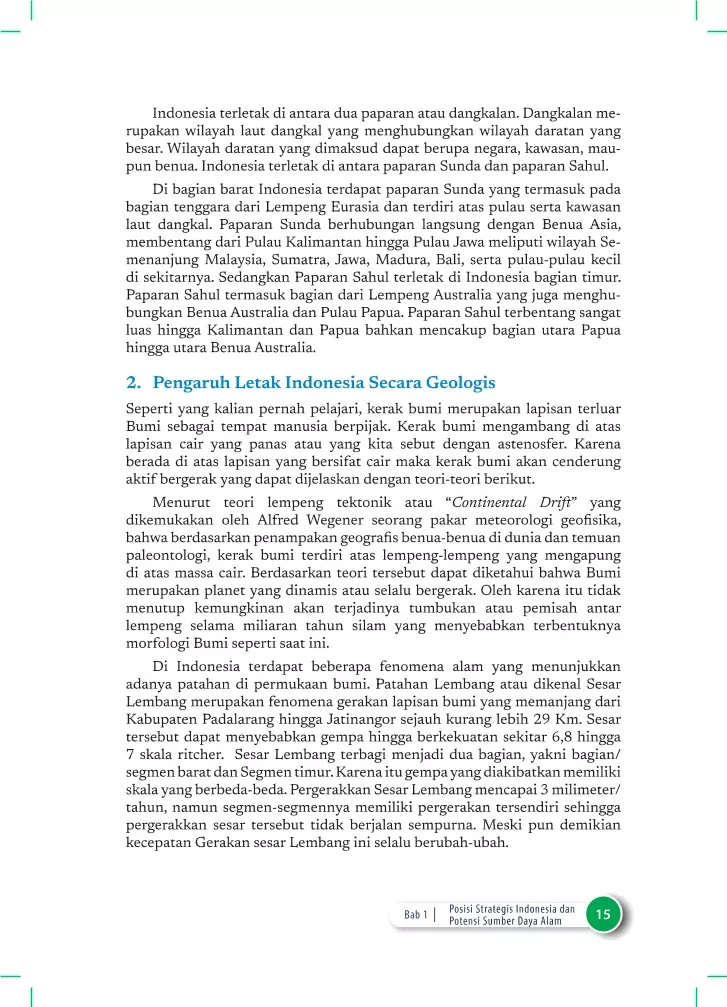 Indonesia terletak di antara dua paparan atau dangkalan. Dangkalan me-
rupakan wilayah laut dangkal yang menghubungkan wilayah daratan yang
besar. Wilayah daratan yang dimaksud dapat berupa negara, kawasan, mau-
pun benua. Indonesia terletak di antara paparan Sunda dan paparan Sahul.
Di bagian barat Indonesia terdapat paparan Sunda yang termasuk pada
bagian tenggara dari Lempeng Eurasia dan terdiri atas pulau serta kawasan
laut dangkal. Paparan Sunda berhubungan langsung dengan Benua Asia,
membentang dari Pulau Kalimantan hingga Pulau Jawa meliputi wilayah Se-
menanjung Malaysia, Sumatra, Jawa, Madura, Bali, serta pulau-pulau kecil
di sekitarnya. Sedangkan Paparan Sahul terletak di Indonesia bagian timur.
Paparan Sahul termasuk bagian dari Lempeng Australia yang juga menghu-
bungkan Benua Australia dan Pulau Papua. Paparan Sahul terbentang sangat
luas hingga Kalimantan dan Papua bahkan mencakup bagian utara Papua
hingga utara Benua Australia.
2. Pengaruh Letak Indonesia Secara Geologis
Seperti yang kalian pernah pelajari, kerak bumi merupakan lapisan terluar
Bumi sebagai tempat manusia berpijak. Kerak bumi mengambang di atas
lapisan cair yang panas atau yang kita sebut dengan astenosfer. Karena
berada di atas lapisan yang bersifat cair maka kerak bumi akan cenderung
aktif bergerak yang dapat dijelaskan dengan teori-teori berikut.
Menurut teori lempeng tektonik atau “Continental Drift” yang
dikemukakan oleh Alfred Wegener seorang pakar meteorologi geofisika,
bahwa berdasarkan penampakan geografis benua-benua di dunia dan temuan
paleontologi, kerak bumi terdiri atas lempeng-lempeng yang mengapung
di atas massa cair. Berdasarkan teori tersebut dapat diketahui bahwa Bumi
merupakan planet yang dinamis atau selalu bergerak. Oleh karena itu tidak
menutup kemungkinan akan terjadinya tumbukan atau pemisah antar
lempeng selama miliaran tahun silam yang menyebabkan terbentuknya
morfologi Bumi seperti saat ini.
Di Indonesia terdapat beberapa fenomena alam yang menunjukkan
adanya patahan di permukaan bumi. Patahan Lembang atau dikenal Sesar
Lembang merupakan fenomena gerakan lapisan bumi yang memanjang dari
Kabupaten Padalarang hingga Jatinangor sejauh kurang lebih 29 Km. Sesar
tersebut dapat menyebabkan gempa hingga berkekuatan sekitar 6,8 hingga
7 skala ritcher. Sesar Lembang terbagi menjadi dua bagian, yakni bagian/
segmen barat dan Segmen timur. Karena itu gempa yang diakibatkan memiliki
skala yang berbeda-beda. Pergerakkan Sesar Lembang mencapai 3 milimeter/
tahun, namun segmen-segmennya memiliki pergerakan tersendiri sehingga
pergerakkan sesar tersebut tidak berjalan sempurna. Meski pun demikian
kecepatan Gerakan sesar Lembang ini selalu berubah-ubah.
Bab 1 | Posisi Strategis Indonesia dan
Potensi Sumber Daya Alam
15